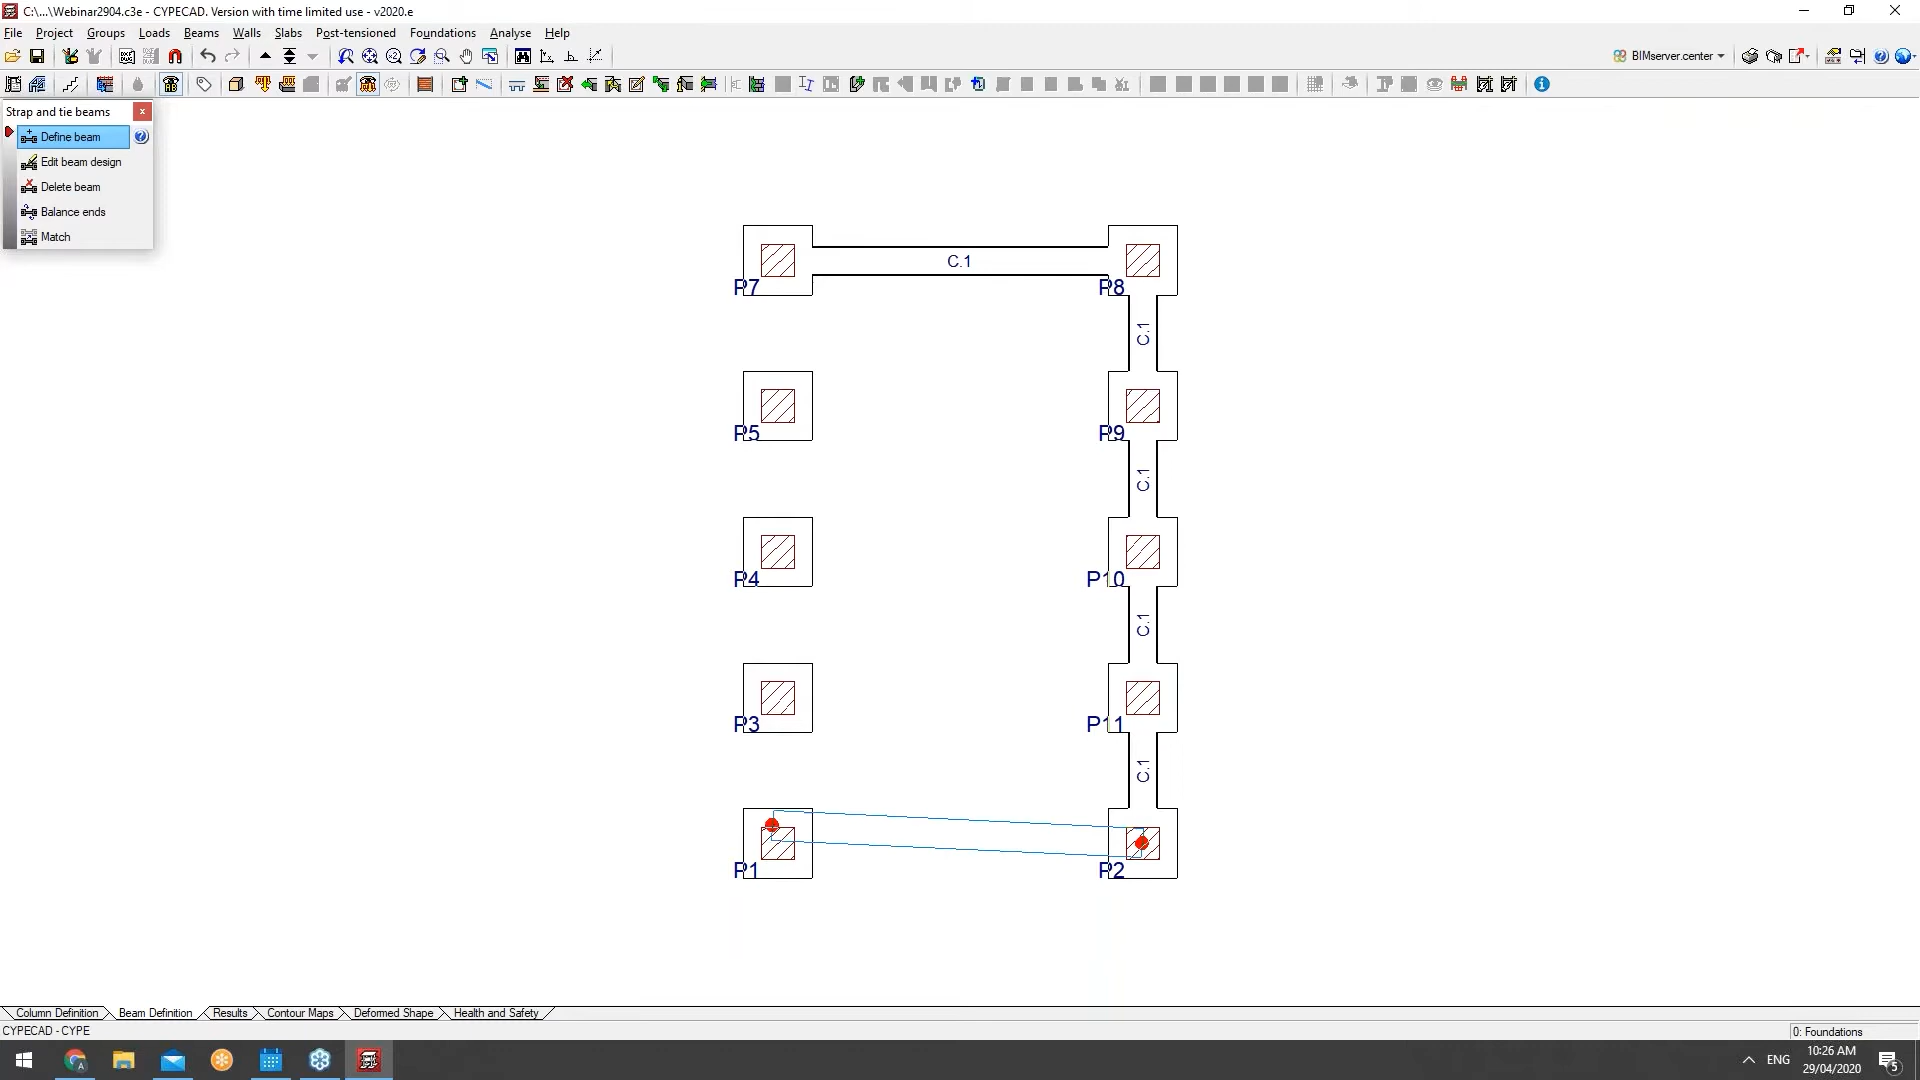 C:\...\Webinar2904.c3e - CYPECAD. Version with time limited use - v2020.e
File Project Groups Loads Beams Walls Slabs Post-tensioned Foundations Analyse Help
BIMserver.center
Strap and tie beams
Define beam
Edit beam design
Delete beam
Balance ends
Match
C.1
P7 P8
C.1
P5 P9
C.1
P4 P10
C.1
P3 P11
C.1
P1 P2
Column Definition Beam Definition Results Contour Maps Deformed Shape Health and Safety
CYPECAD - CYPE 0: Foundations
ENG 10:26 AM
29/04/2020 5